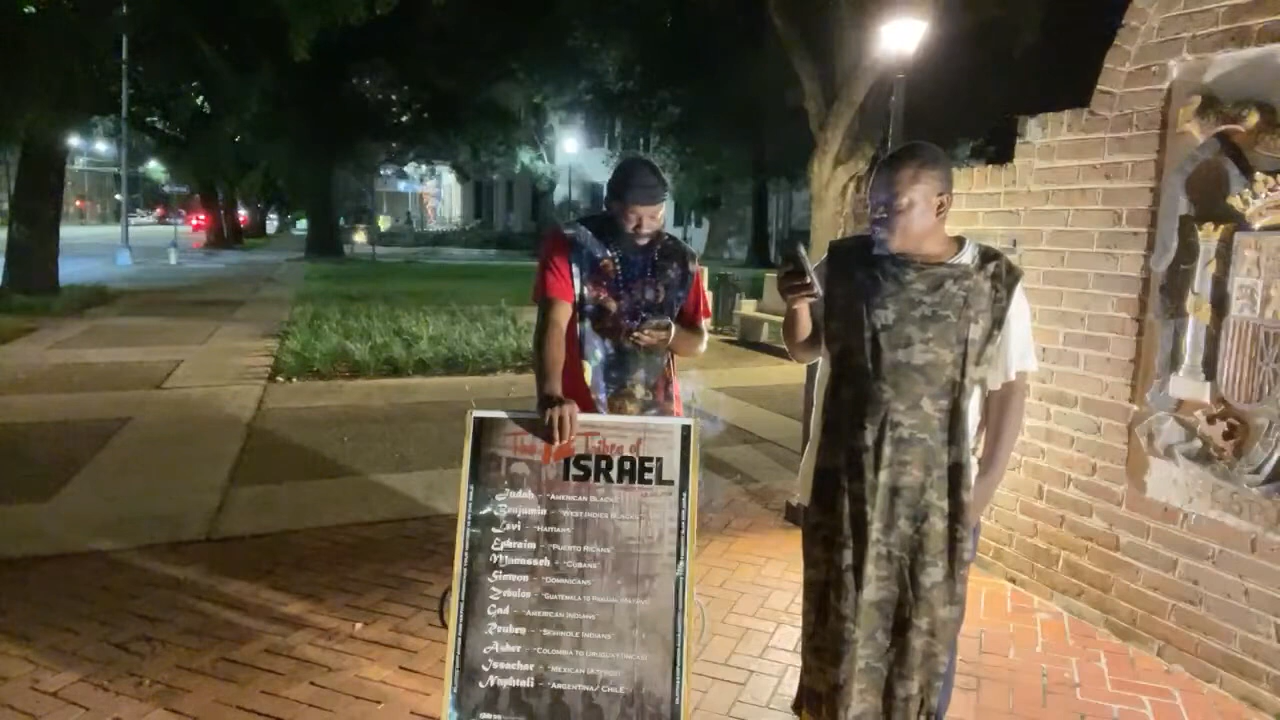 The 12 Tribes of
ISRAEL
Judah - "American Blacks"
Benjamin - "West Indies Blacks"
Levi - "Haitians"
Ephraim - "Puerto Ricans"
Manasseh - "Cubans"
Simeon - "Dominicans"
Zebulon - "Guatemala to Panama
Gad - "American Indians"
Reuben - "Seminole Indians"
Asher - "Colombia to Uruguay
Issachar - "Mexican
Naphtali - "Argentina/ Chile"